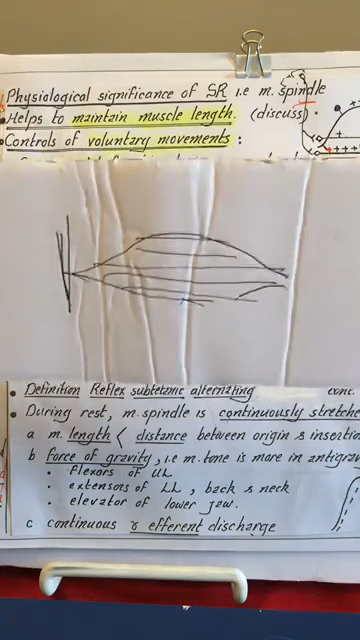 Physiological significance of SR i.e m. spindle
• Helps to maintain muscle length. (discuss)
• Controls of voluntary movements :
Definition Reflex subtetanic alternating
conc.
• During rest, m. spindle is continuously stretche
a m. length < distance between origin & insertion
b force of gravity, i.e m. tone is more in antigrav
• flexors of UL
• extensors of LL, back & neck
• elevator of lower jaw.
c continuous γ efferent discharge